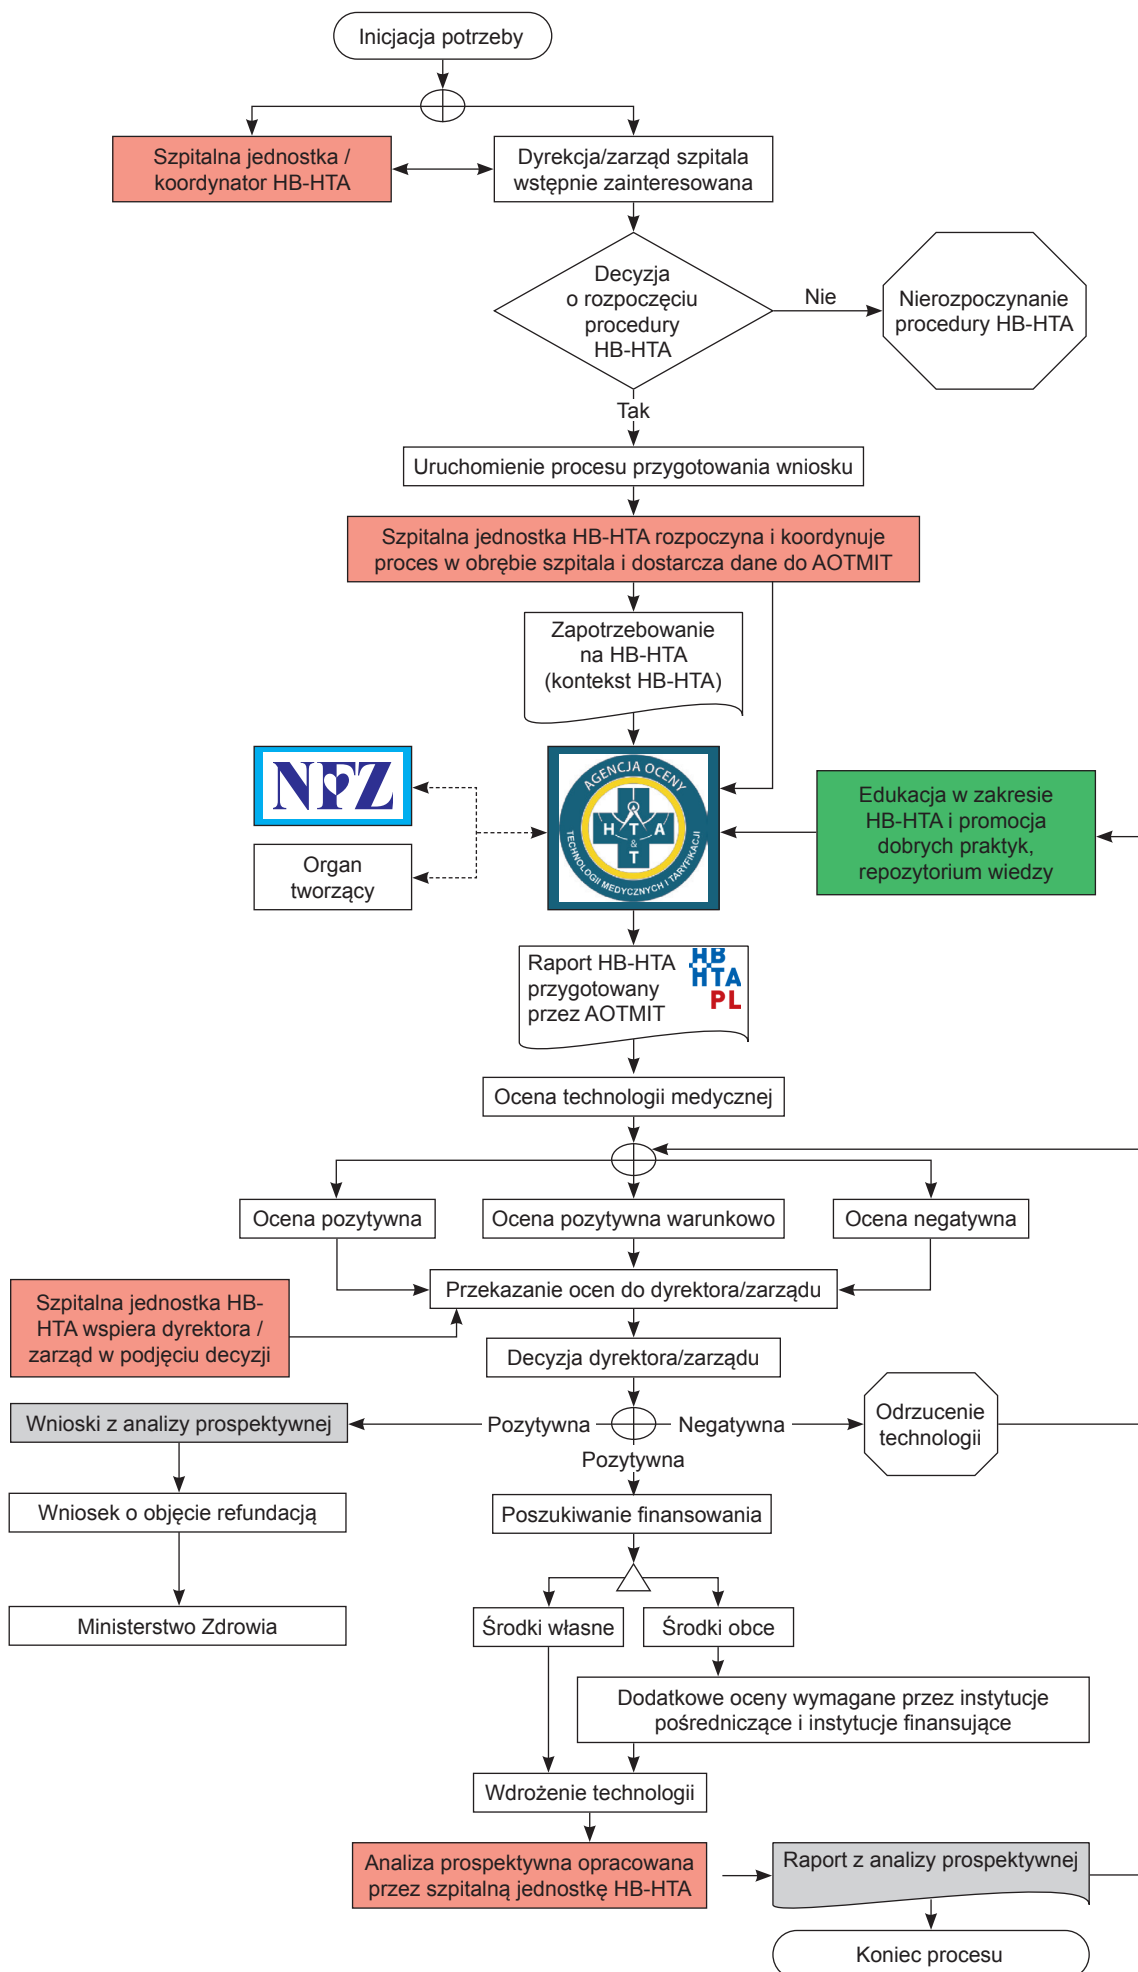 Inicjacja potrzeby
Szpitalna jednostka /
koordynator HB-HTA
Dyrekcja/zarząd szpitala
wstępnie zainteresowana
Decyzja
o rozpoczęciu
procedury
HB-HTA
Nie
Nierozpoczynanie
procedury HB-HTA
Tak
Uruchomienie procesu przygotowania wniosku
Szpitalna jednostka HB-HTA rozpoczyna i koordynuje
proces w obrębie szpitala i dostarcza dane do AOTMIT
Zapotrzebowanie
na HB-HTA
(kontekst HB-HTA)
NFZ
Organ
tworzący
AGENCJA OCENY
TECHNOLOGII MEDYCZNYCH I TARYFIKACJI
H T A
&
T
Edukacja w zakresie
HB-HTA i promocja
dobrych praktyk,
repozytorium wiedzy
Raport HB-HTA
przygotowany
przez AOTMIT
HB
HTA
PL
Ocena technologii medycznej
Ocena pozytywna
Ocena pozytywna warunkowo
Ocena negatywna
Przekazanie ocen do dyrektora/zarządu
Szpitalna jednostka HB-
HTA wspiera dyrektora /
zarząd w podjęciu decyzji
Decyzja dyrektora/zarządu
Wnioski z analizy prospektywnej
Pozytywna
Negatywna
Odrzucenie
technologii
Pozytywna
Wniosek o objęcie refundacją
Poszukiwanie finansowania
Ministerstwo Zdrowia
Środki własne
Środki obce
Dodatkowe oceny wymagane przez instytucje
pośredniczące i instytucje finansujące
Wdrożenie technologii
Analiza prospektywna opracowana
przez szpitalną jednostkę HB-HTA
Raport z analizy prospektywnej
Koniec procesu